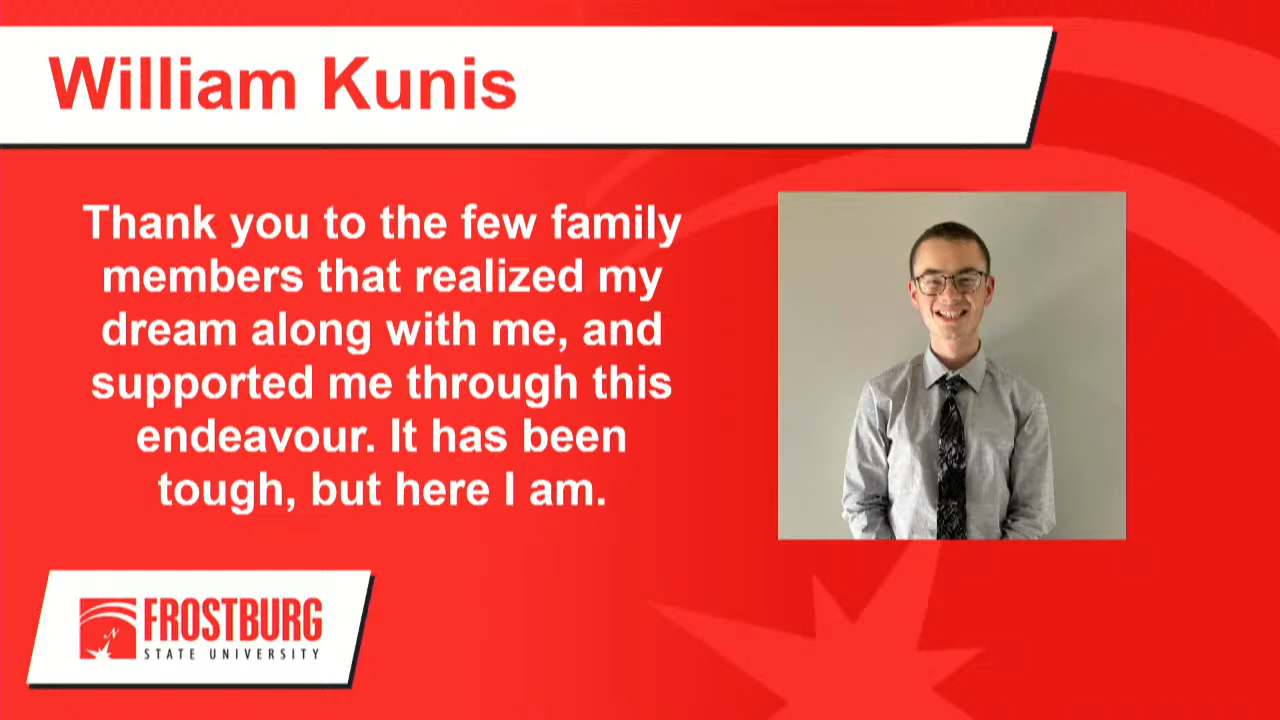 William Kunis
Thank you to the few family
members that realized my
dream along with me, and
supported me through this
endeavour. It has been
tough, but here I am.
N
FROSTBURG
STATE UNIVERSITY